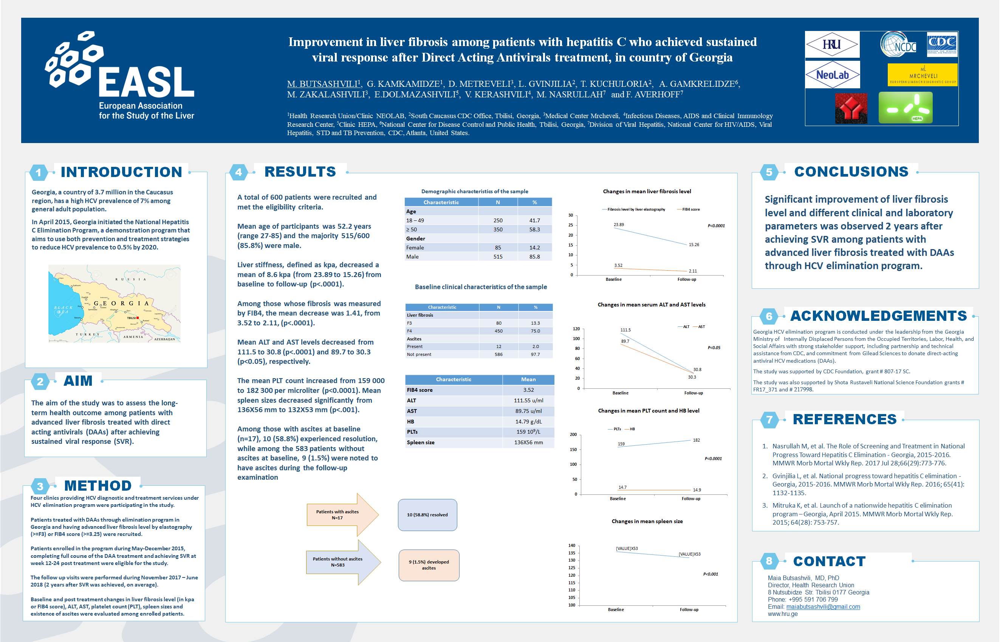 EASL
European Association
for the Study of the Liver
Improvement in liver fibrosis among patients with hepatitis C who achieved sustained
viral response after Direct Acting Antivirals treatment, in country of Georgia
M. BUTSASHVILI1, G. KAMKAMIDZE1, D. METREVELI3, L. GVINJILIA2, T. KUCHULORIA2, A. GAMKRELIDZE6,
M. ZAKALASHVILI3, E.DOLMAZASHVILI5, V. KERASHVILI4, M. NASRULLAH7 and F. AVERHOFF7
1Health Research Union/Clinic NEOLAB, 2South Caucasus CDC Office, Tbilisi, Georgia, 3Medical Center Mrcheveli, 4Infectious Diseases, AIDS and Clinical Immunology
Research Center, 5Clinic HEPA, 6National Center for Disease Control and Public Health, Tbilisi, Georgia, 7Division of Viral Hepatitis, National Center for HIV/AIDS, Viral
Hepatitis, STD and TB Prevention, CDC, Atlanta, United States.
HRU
NCDC
CDC
CENTERS FOR DISEASE
CONTROL AND PREVENTION
NeoLab
ML
MRCHEVELI
EUROPEAN LIMBACH DIAGNOSTIC GROUP
HEPA
1 INTRODUCTION
Georgia, a country of 3.7 million in the Caucasus
region, has a high HCV prevalence of 7% among
general adult population.
In April 2015, Georgia initiated the National Hepatitis
C Elimination Program, a demonstration program that
aims to use both prevention and treatment strategies
to reduce HCV prevalence to 0.5% by 2020.
RUSSIA
Sukhumi
Zugdidi
GEORGIA
BLACK
SEA
Poti
Samtredia
Kutaisi
Khashuri
Gori
TBILISI
Rustavi
Batumi
TURKEY
ARMENIA
AZERBAIJAN
2 AIM
The aim of the study was to assess the long-
term health outcome among patients with
advanced liver fibrosis treated with direct
acting antivirals (DAAs) after achieving
sustained viral response (SVR).
3 METHOD
Four clinics providing HCV diagnostic and treatment services under
HCV elimination program were participating in the study.
Patients treated with DAAs through elimination program in
Georgia and having advanced liver fibrosis level by elastography
(>=F3) or FIB4 score (>=3.25) were recruited.
Patients enrolled in the program during May-December 2015,
completing full course of the DAA treatment and achieving SVR at
week 12-24 post treatment were eligible for the study.
The follow up visits were performed during November 2017 – June
2018 (2 years after SVR was achieved, on average).
Baseline and post treatment changes in liver fibrosis level (in kpa
or FIB4 score), ALT, AST, platelet count (PLT), spleen sizes and
existence of ascites were evaluated among enrolled patients.
4 RESULTS
A total of 600 patients were recruited and
met the eligibility criteria.
Mean age of participants was 52.2 years
(range 27-85) and the majority 515/600
(85.8%) were male.
Liver stiffness, defined as kpa, decreased a
mean of 8.6 kpa (from 23.89 to 15.26) from
baseline to follow-up (p<.0001).
Among those whose fibrosis was measured
by FIB4, the mean decrease was 1.41, from
3.52 to 2.11, (p<.0001).
Mean ALT and AST levels decreased from
111.5 to 30.8 (p<.0001) and 89.7 to 30.3
(p<0.05), respectively.
The mean PLT count increased from 159 000
to 182 300 per microliter (p<0.0001). Mean
spleen sizes decreased significantly from
136X56 mm to 132X53 mm (p<.001).
Among those with ascites at baseline
(n=17), 10 (58.8%) experienced resolution,
while among the 583 patients without
ascites at baseline, 9 (1.5%) were noted to
have ascites during the follow-up
examination
Patients with ascites
N=17
10 (58.8%) resolved
Patients without ascites
N=583
9 (1.5%) developed
ascites
Demographic characteristics of the sample
Characteristic N %
Age
18 – 49 250 41.7
≥ 50 350 58.3
Gender
Female 85 14.2
Male 515 85.8
Baseline clinical characteristics of the sample
Characteristic N %
Liver fibrosis
F3 80 13.3
F4 450 75.0
Ascites
Present 12 2.0
Not present 586 97.7
Characteristic Mean
FIB4 score 3.52
ALT 111.55 u/ml
AST 89.75 u/ml
HB 14.79 g/dL
PLTs 159 10⁹/L
Spleen size 136X56 mm
Changes in mean liver fibrosis level
Fibrosis level by liver elastography FIB4 score
30
25
20
15
10
5
0
23.89
15.26
3.52
2.11
P<0.0001
Baseline Follow-up
Changes in mean serum ALT and AST levels
ALT AST
120
100
80
60
40
20
0
111.5
89.7
30.8
30.3
P<0.05
Baseline Follow-up
Changes in mean PLT count and HB level
PLTs HB
200
150
100
50
0
159
182
14.7
14.9
P<0.0001
Baseline Follow-up
Changes in mean spleen size
140
135
130
125
120
115
110
105
100
[VALUE]X53
[VALUE]X53
P<0.001
Baseline Follow-up
5 CONCLUSIONS
Significant improvement of liver fibrosis
level and different clinical and laboratory
parameters was observed 2 years after
achieving SVR among patients with
advanced liver fibrosis treated with DAAs
through HCV elimination program.
6 ACKNOWLEDGEMENTS
Georgia HCV elimination program is conducted under the leadership from the Georgia
Ministry of Internally Displaced Persons from the Occupied Territories, Labor, Health, and
Social Affairs with strong stakeholder support, including partnership and technical
assistance from CDC, and commitment from Gilead Sciences to donate direct-acting
antiviral HCV medications (DAAs).
The study was supported by CDC Foundation, grant # 807-17 SC.
The study was also supported by Shota Rustaveli National Science Foundation grants #
FR17_371 and # 217998.
7 REFERENCES
1. Nasrullah M, et al. The Role of Screening and Treatment in National
Progress Toward Hepatitis C Elimination - Georgia, 2015-2016.
MMWR Morb Mortal Wkly Rep. 2017 Jul 28;66(29):773-776.
2. Gvinjilia L, et al. National progress toward hepatitis C elimination -
Georgia, 2015-2016. MMWR Morb Mortal Wkly Rep. 2016; 65(41):
1132-1135.
3. Mitruka K, et al. Launch of a nationwide hepatitis C elimination
program – Georgia, April 2015. MMWR Morb Mortal Wkly Rep.
2015; 64(28): 753-757.
8 CONTACT
Maia Butsashvili, MD, PhD
Director, Health Research Union
8 Nutsubidze Str. Tbilisi 0177 Georgia
Phone: +995 591 706 799
Email: maiabutsashvili@gmail.com
www.hru.ge